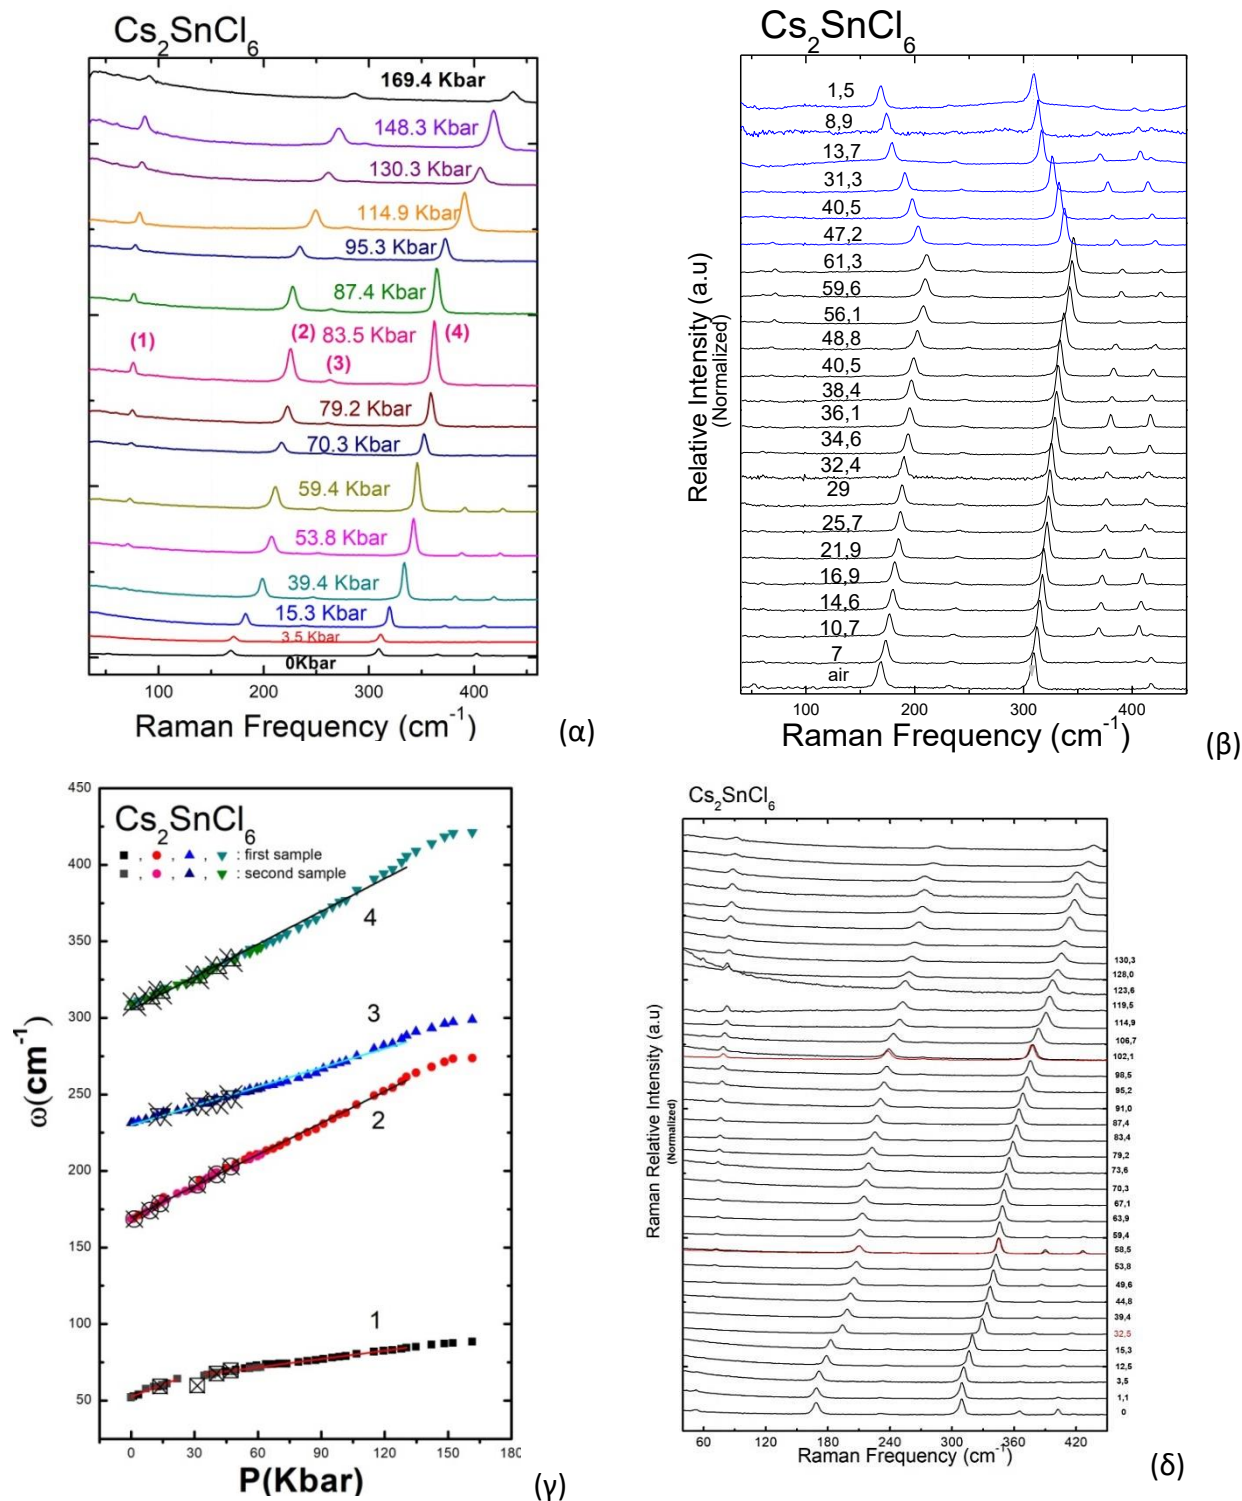 Cs2SnCl6
169.4 Kbar
148.3 Kbar
130.3 Kbar
114.9 Kbar
95.3 Kbar
87.4 Kbar
(1)
(2) 83.5 Kbar (4)
(3)
79.2 Kbar
70.3 Kbar
59.4 Kbar
53.8 Kbar
39.4 Kbar
15.3 Kbar
3.5 Kbar
0Kbar
100 200 300 400
Raman Frequency (cm-1)
(α)
Cs2SnCl6
1,5
8,9
13,7
31,3
40,5
47,2
61,3
59,6
56,1
48,8
40,5
38,4
36,1
34,6
32,4
29
25,7
21,9
16,9
14,6
10,7
7
air
Relative Intensity (a.u)
(Normalized)
100 200 300 400
Raman Frequency (cm-1)
(β)
450
400
350
300
250
200
150
100
50
Cs2SnCl6
, , , : first sample
, , , : second sample
4
3
2
1
ω(cm-1)
0 30 60 90 120 150 180
P(Kbar)
(γ)
Cs2SnCl6
130,3
128,0
123,6
119,5
114,9
106,7
102,1
98,5
95,2
91,0
87,4
83,4
79,2
73,6
70,3
67,1
63,9
59,4
58,5
53,8
49,6
44,8
39,4
32,5
15,3
12,5
3,5
1,1
0
Raman Relative Intensity (a.u)
(Normalized)
60 120 180 240 300 360 420
Raman Frequency (cm-1)
(δ)